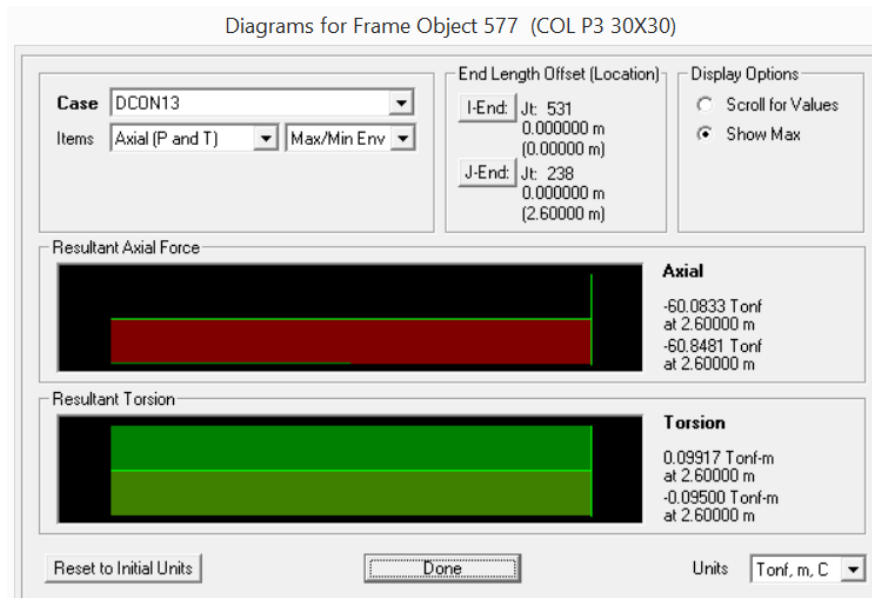 Diagrams for Frame Object 577 (COL P3 30X30)
Case DCON13
Items Axial (P and T) Max/Min Env
End Length Offset (Location)
I-End: Jt: 531
0.000000 m
(0.00000 m)
J-End: Jt: 238
0.000000 m
(2.60000 m)
Display Options
Scroll for Values
Show Max
Resultant Axial Force
Axial
-60.0833 Tonf
at 2.60000 m
-60.8481 Tonf
at 2.60000 m
Resultant Torsion
Torsion
0.09917 Tonf-m
at 2.60000 m
-0.09500 Tonf-m
at 2.60000 m
Reset to Initial Units
Done
Units Tonf, m, C